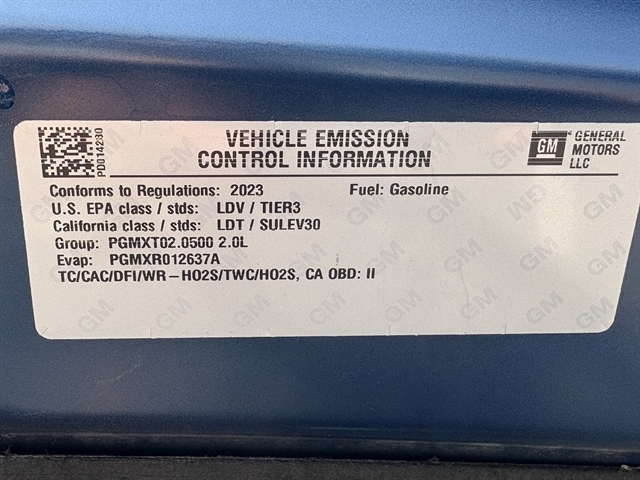 PD014280
VEHICLE EMISSION
CONTROL INFORMATION
GM
GENERAL
MOTORS
LLC
Conforms to Regulations: 2023 Fuel: Gasoline
U.S. EPA class / stds: LDV / TIER3
California class / stds: LDT / SULEV30
Group: PGMXT02.0500 2.0L
Evap: PGMXR012637A
TC/CAC/DFI/WR-HO2S/TWC/HO2S, CA OBD: II